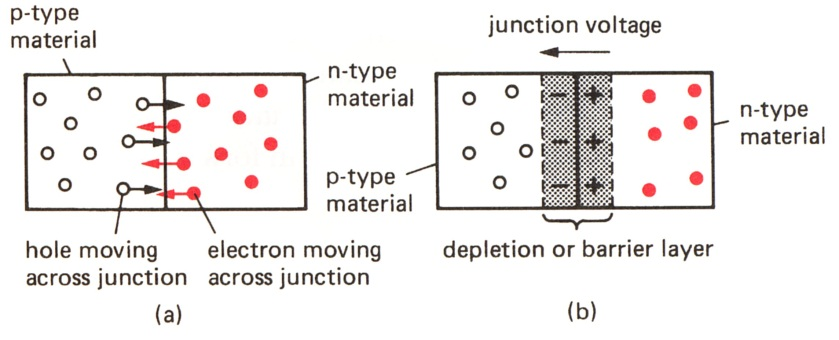 p-type
material
n-type
material
hole moving
across junction
electron moving
across junction
(a)
junction voltage
− +
− +
− +
n-type
material
p-type
material
depletion or barrier layer
(b)